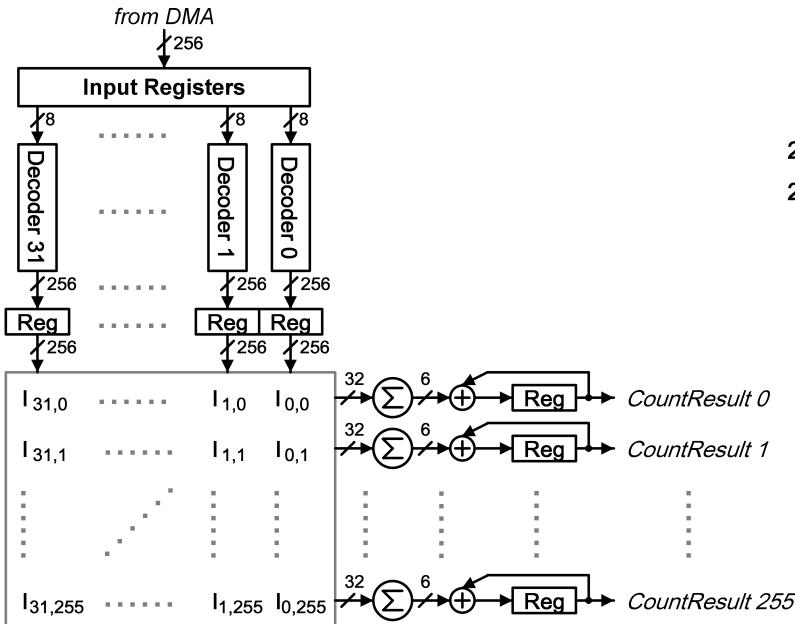 from DMA
256
Input Registers
8 8 8
Decoder 31 Decoder 1 Decoder 0
256 256 256
Reg Reg Reg
256 256 256
I31,0 I1,0 I0,0 32 Σ 6 + Reg CountResult 0
I31,1 I1,1 I0,1 32 Σ 6 + Reg CountResult 1
I31,255 I1,255 I0,255 32 Σ 6 + Reg CountResult 255